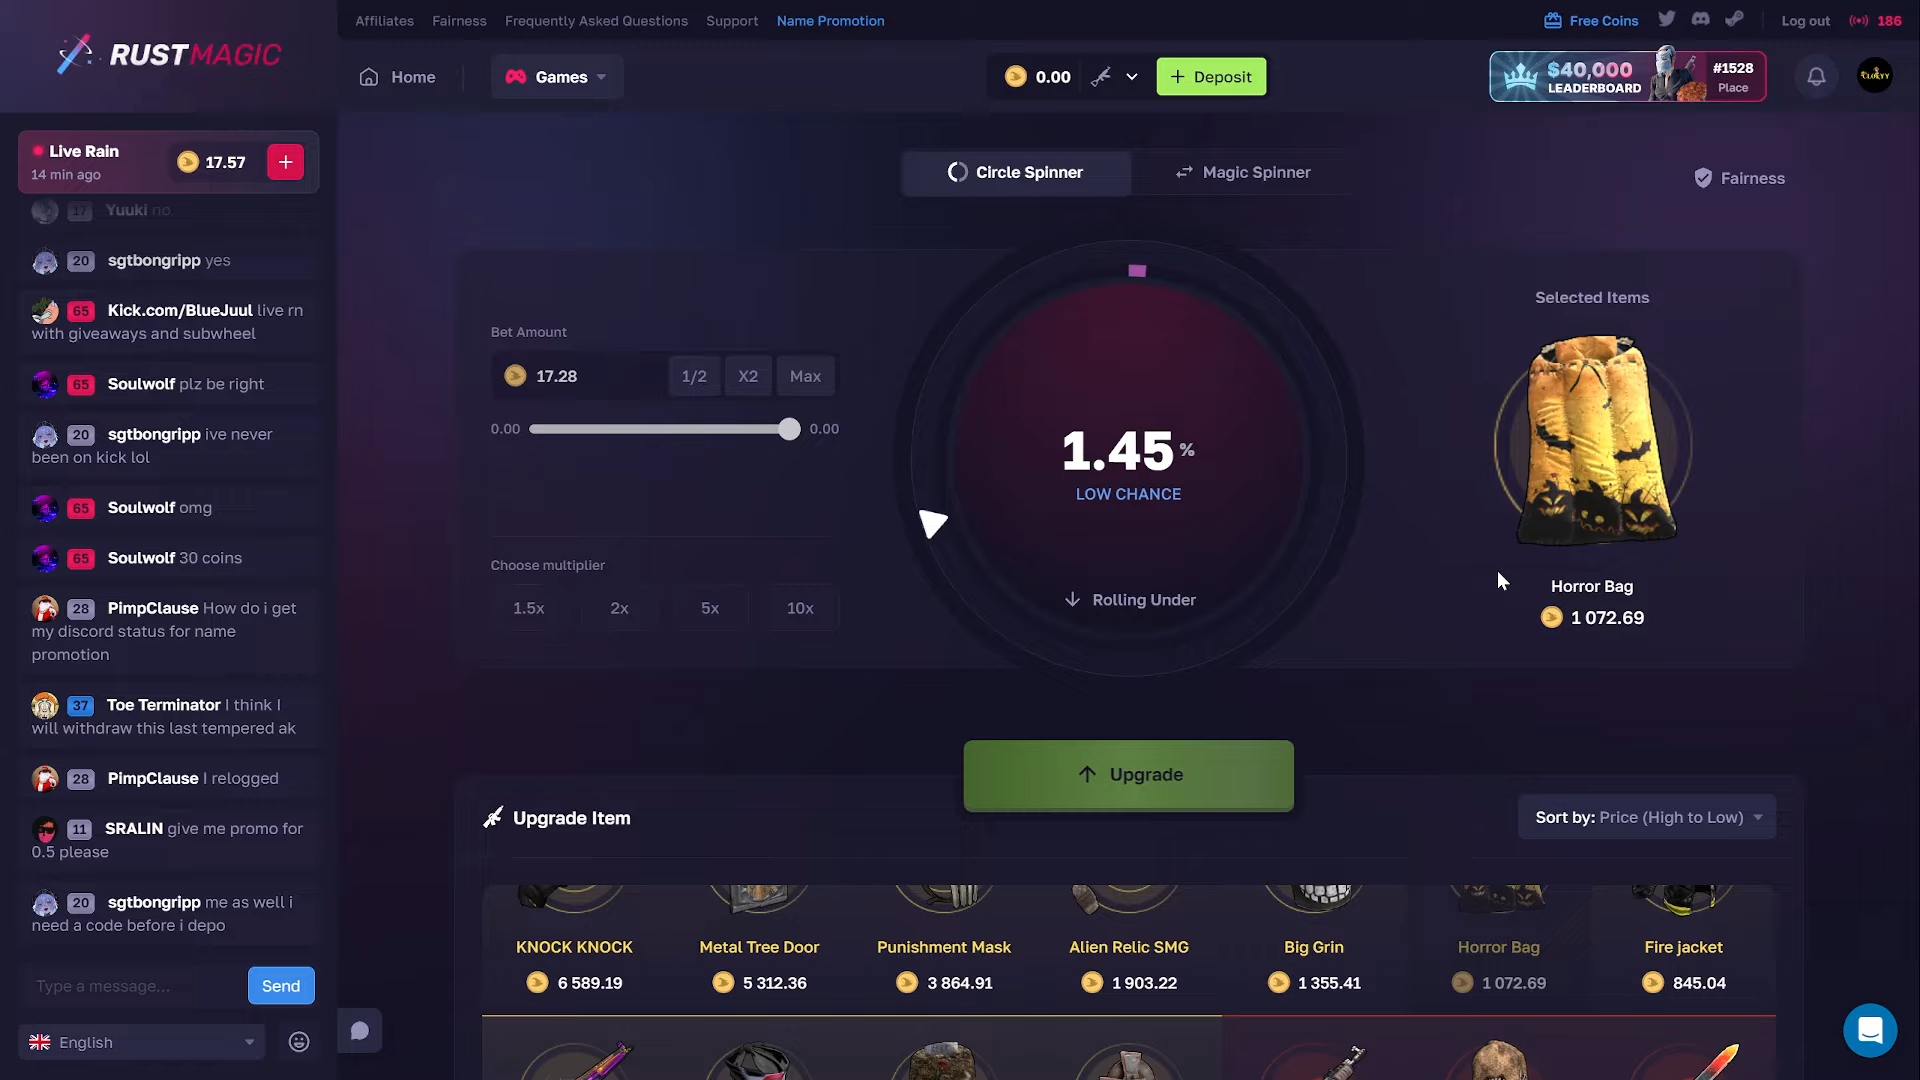 RUSTMAGIC
Affiliates
Fairness
Frequently Asked Questions
Support
Name Promotion
Free Coins
Log out
186
Home
Games
0.00
Deposit
$40,000
LEADERBOARD
#1528
Place
Live Rain
14 min ago
17.57
17 Yuuki no
20 sgtbongripp yes
65 Kick.com/BlueJuul live rn
with giveaways and subwheel
65 Soulwolf plz be right
20 sgtbongripp ive never
been on kick lol
65 Soulwolf omg
65 Soulwolf 30 coins
28 PimpClause How do i get
my discord status for name
promotion
37 Toe Terminator I think I
will withdraw this last tempered ak
28 PimpClause I relogged
11 SRALIN give me promo for
0.5 please
20 sgtbongripp me as well i
need a code before i depo
Type a message...
Send
English
Circle Spinner
Magic Spinner
Fairness
Bet Amount
17.28
1/2
X2
Max
0.00
0.00
Choose multiplier
1.5x
2x
5x
10x
1.45 %
LOW CHANCE
Rolling Under
Selected Items
Horror Bag
1 072.69
Upgrade
Upgrade Item
Sort by: Price (High to Low)
KNOCK KNOCK
Metal Tree Door
Punishment Mask
Alien Relic SMG
Big Grin
Horror Bag
Fire jacket
6 589.19
5 312.36
3 864.91
1 903.22
1 355.41
1 072.69
845.04